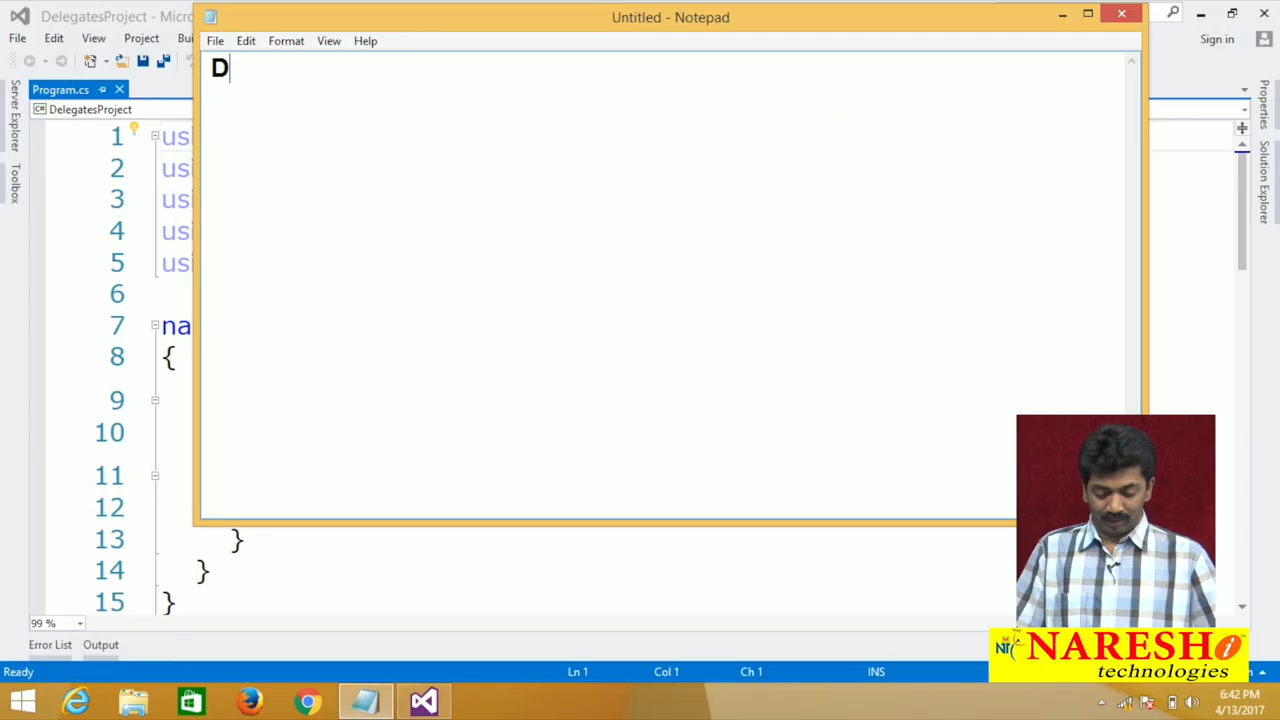 DelegatesProject - Micro
Untitled - Notepad
File Edit View Project Bui
Sign in
File Edit Format View Help
D
Program.cs
DelegatesProject
Server Explorer
Toolbox
Properties
Solution Explorer
1 usi
2 us
3 us
4 us
5 usi
6
7 na
8 {
9
10
11
12
13 }
14 }
15 }
99 %
Error List Output
Ready Ln 1 Col 1 Ch 1 INS
NARESH i
technologies
6:42 PM
4/13/2017